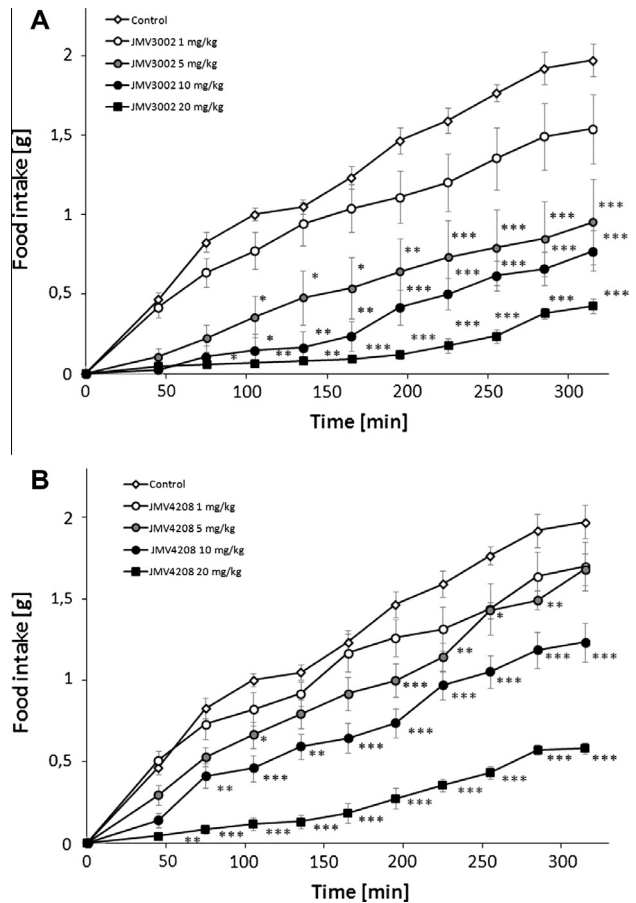 A
Control
JMV3002 1 mg/kg
JMV3002 5 mg/kg
JMV3002 10 mg/kg
JMV3002 20 mg/kg
Food intake [g]
2
1,5
1
0,5
0
* * * ** *** *** *** *** ***
* ** ** *** *** *** *** ***
* ** ** *** *** *** *** *** ***
0 50 100 150 200 250 300
Time [min]
B
Control
JMV4208 1 mg/kg
JMV4208 5 mg/kg
JMV4208 10 mg/kg
JMV4208 20 mg/kg
Food intake [g]
2
1,5
1
0,5
0
* *** ** * **
** *** ** *** *** *** *** *** ***
** *** *** *** *** *** *** *** *** ***
0 50 100 150 200 250 300
Time [min]